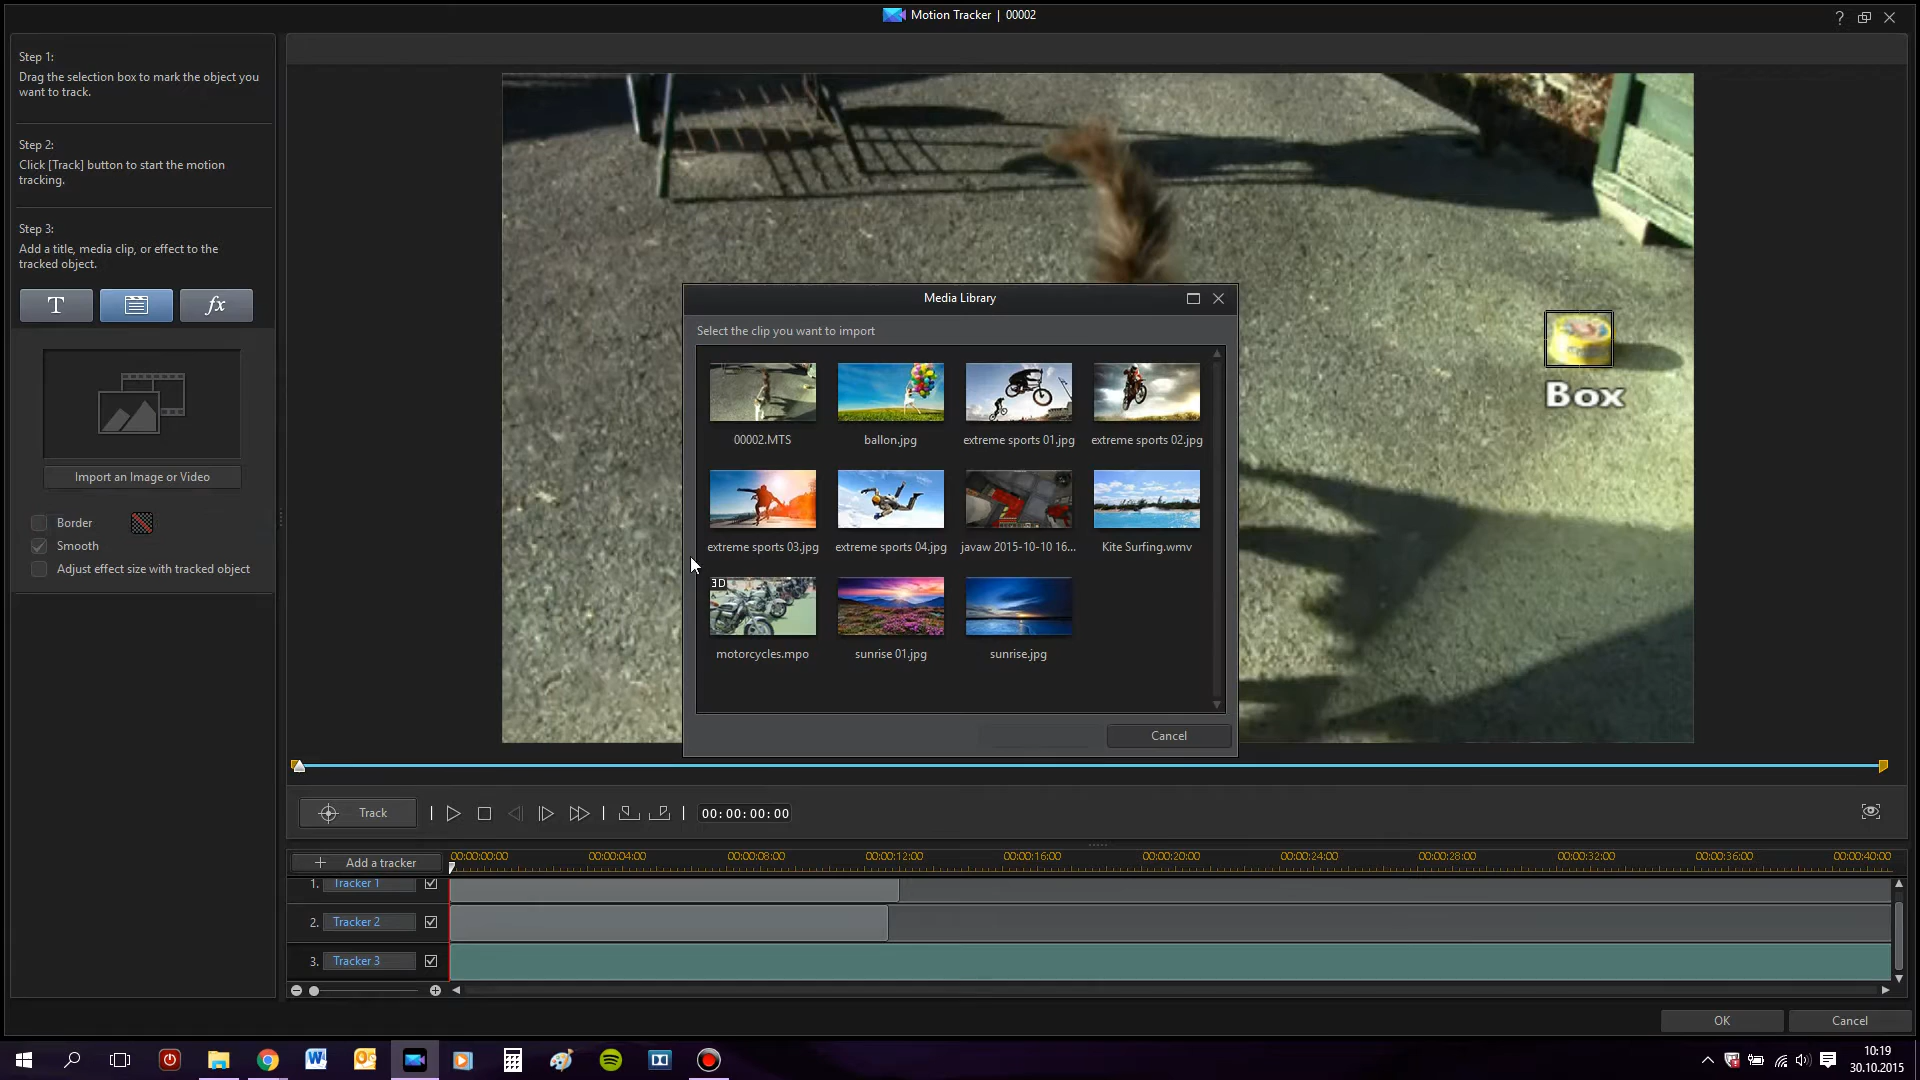 Motion Tracker | 00002
Step 1:
Drag the selection box to mark the object you
want to track.
Step 2:
Click [Track] button to start the motion
tracking.
Step 3:
Add a title, media clip, or effect to the
tracked object.
T
fx
Import an Image or Video
Border
Smooth
Adjust effect size with tracked object
Media Library
Select the clip you want to import
00002.MTS
ballon.jpg
extreme sports 01.jpg
extreme sports 02.jpg
extreme sports 03.jpg
extreme sports 04.jpg
javaw 2015-10-10 16...
Kite Surfing.wmv
3D
motorcycles.mpo
sunrise 01.jpg
sunrise.jpg
Cancel
Box
Track
00:00:00:00
Add a tracker
00:00:00:00 00:00:04:00 00:00:08:00 00:00:12:00 00:00:16:00 00:00:20:00 00:00:24:00 00:00:28:00 00:00:32:00 00:00:36:00 00:00:40:00
1. Tracker 1
2. Tracker 2
3. Tracker 3
OK
Cancel
10:19
30.10.2015